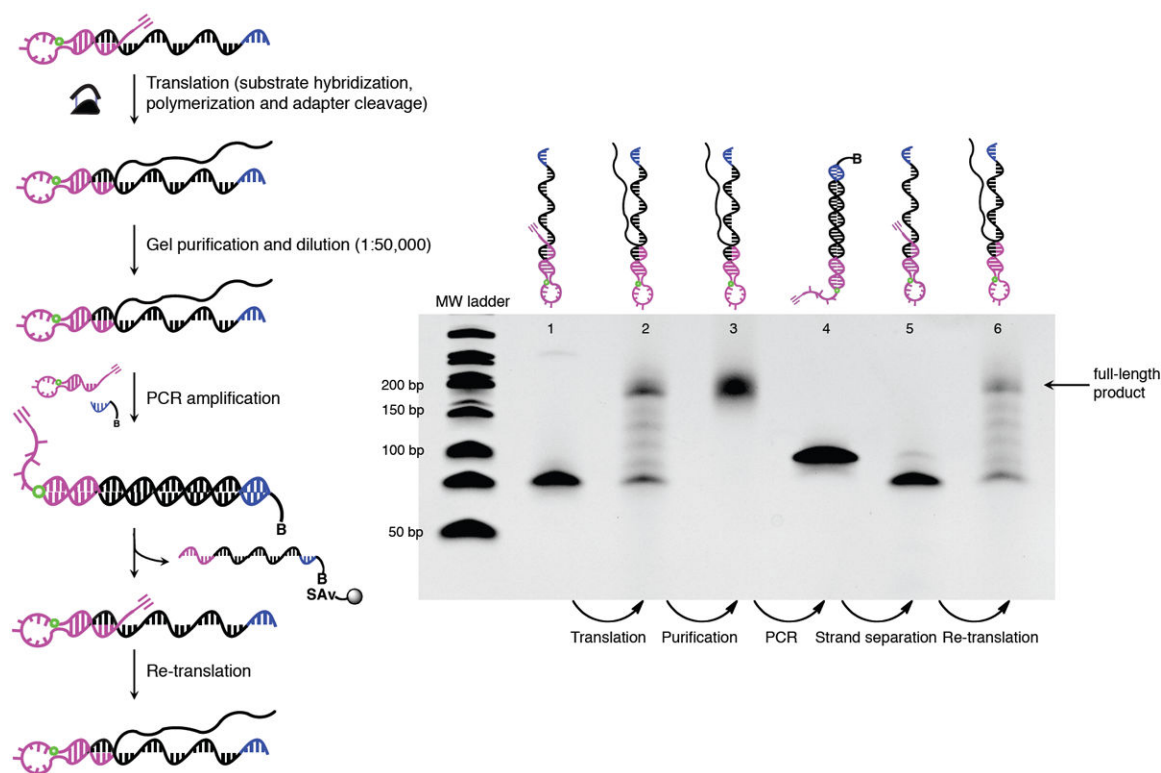 Translation (substrate hybridization,
polymerization and adapter cleavage)
Gel purification and dilution (1:50,000)
PCR amplification
B
B
B
SAv
Re-translation
B
MW ladder
1 2 3 4 5 6
200 bp
150 bp
100 bp
50 bp
full-length
product
Translation Purification PCR Strand separation Re-translation